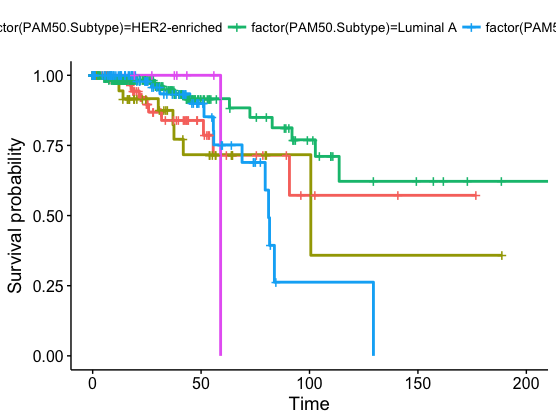 ctor(PAM50.Subtype)=HER2-enriched factor(PAM50.Subtype)=Luminal A factor(PAM5
Survival probability
1.00
0.75
0.50
0.25
0.00
0 50 100 150 200
Time